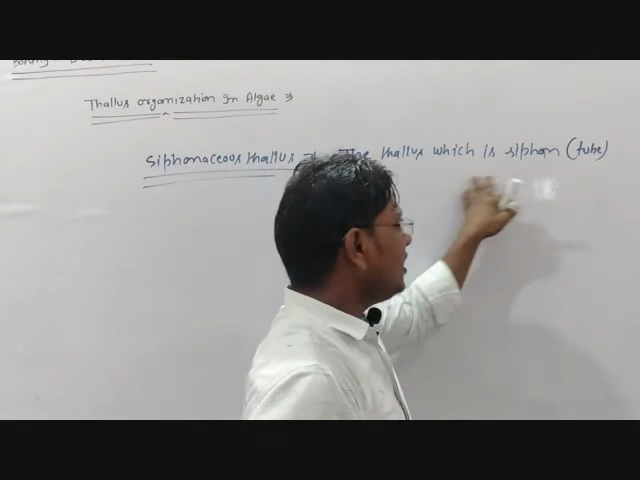 Thallus organization In Algae ⇒
Siphonaceous thallus ⇒ The thallus which is siphon (tube)